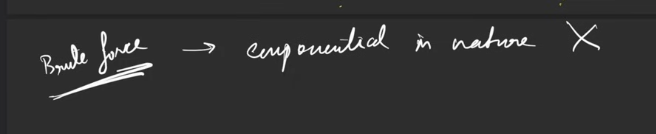 Brute force → exponential in nature X